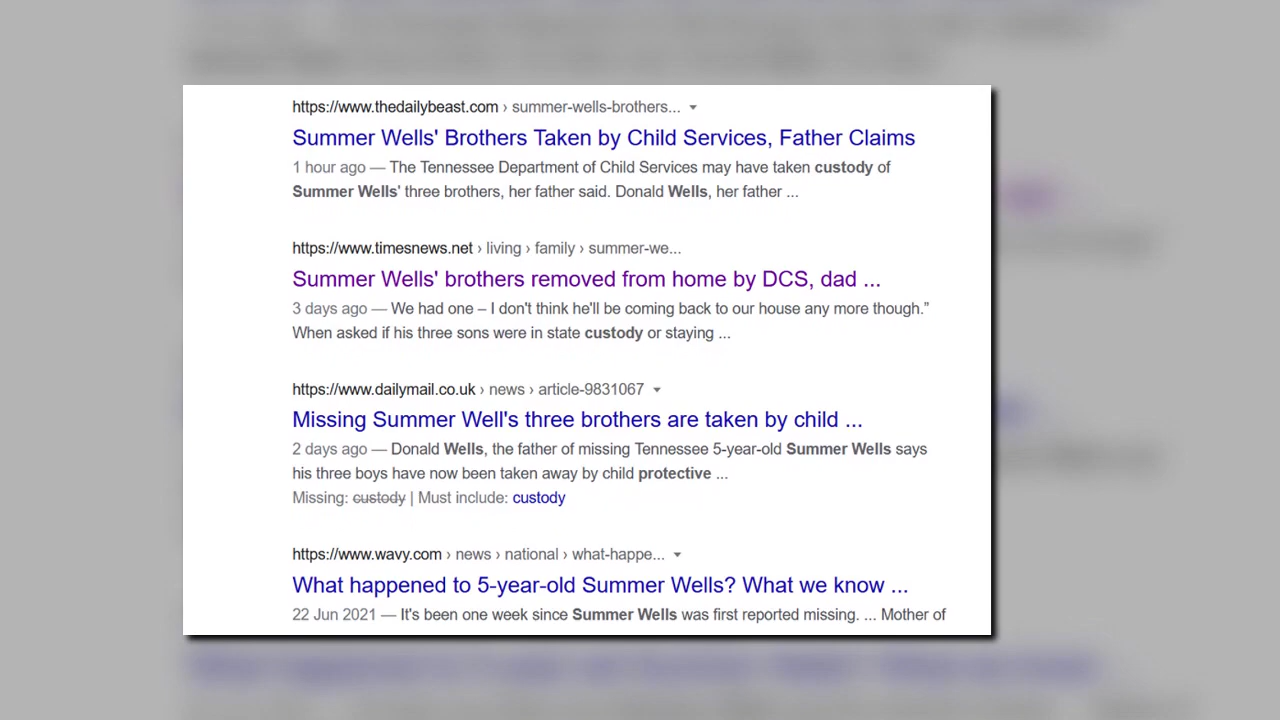 https://www.thedailybeast.com › summer-wells-brothers...
Summer Wells' Brothers Taken by Child Services, Father Claims
1 hour ago — The Tennessee Department of Child Services may have taken custody of
Summer Wells' three brothers, her father said. Donald Wells, her father ...
https://www.timesnews.net › living › family › summer-we...
Summer Wells' brothers removed from home by DCS, dad ...
3 days ago — We had one – I don't think he'll be coming back to our house any more though.”
When asked if his three sons were in state custody or staying ...
https://www.dailymail.co.uk › news › article-9831067
Missing Summer Well's three brothers are taken by child ...
2 days ago — Donald Wells, the father of missing Tennessee 5-year-old Summer Wells says
his three boys have now been taken away by child protective ...
Missing: custody | Must include: custody
https://www.wavy.com › news › national › what-happe...
What happened to 5-year-old Summer Wells? What we know ...
22 Jun 2021 — It's been one week since Summer Wells was first reported missing. ... Mother of